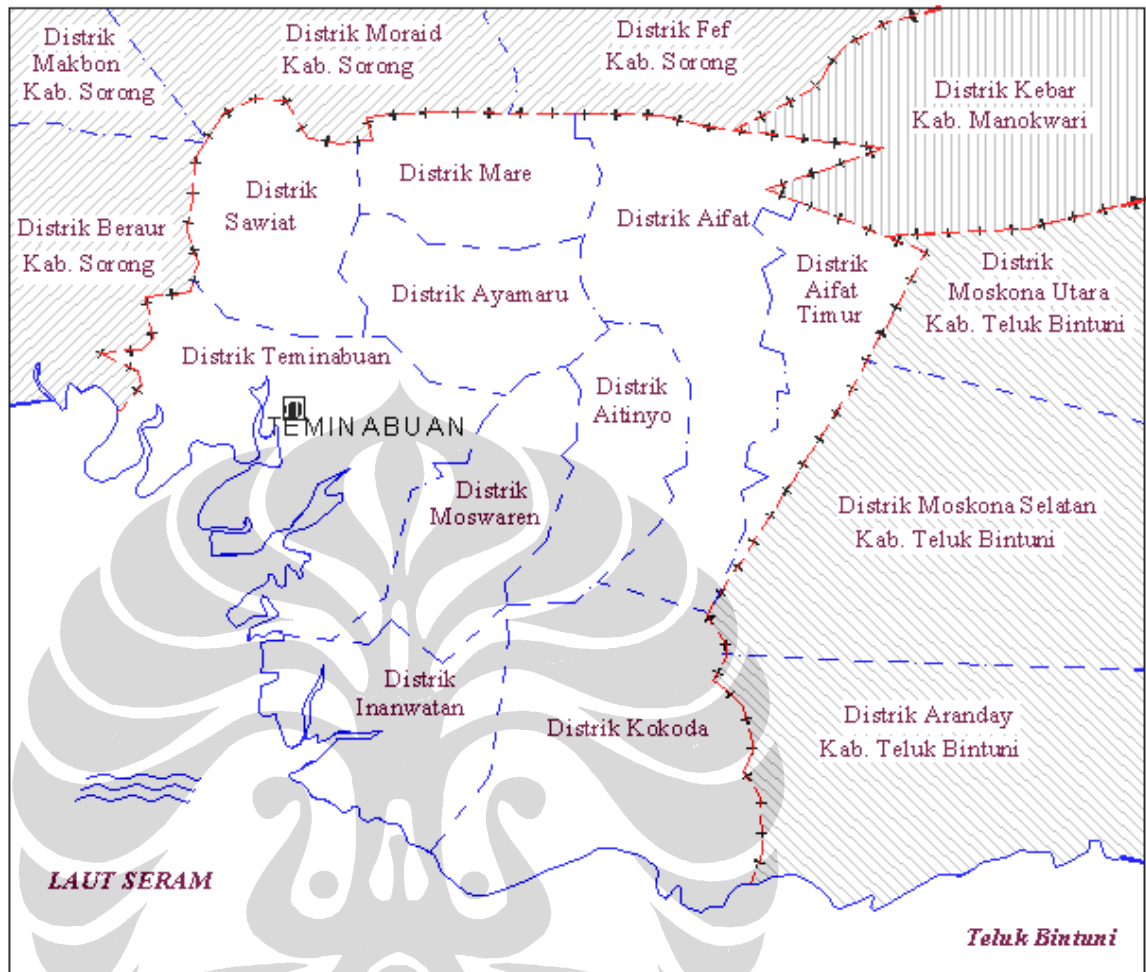 Distrik
Makbon
Kab. Sorong
Distrik Moraid
Kab. Sorong
Distrik Fef
Kab. Sorong
Distrik Kebar
Kab. Manokwari
Distrik Mare
Distrik
Sawiat
Distrik Aifat
Distrik Beraur
Kab. Sorong
Distrik
Aifat
Timur
Distrik
Moskona Utara
Kab. Teluk Bintuni
Distrik Ayamaru
Distrik Teminabuan
Distrik
Aitinyo
TEMINABUAN
Distrik
Moswaren
Distrik Moskona Selatan
Kab. Teluk Bintuni
Distrik
Inanwatan
Distrik Kokoda
Distrik Aranday
Kab. Teluk Bintuni
LAUT SERAM
Teluk Bintuni